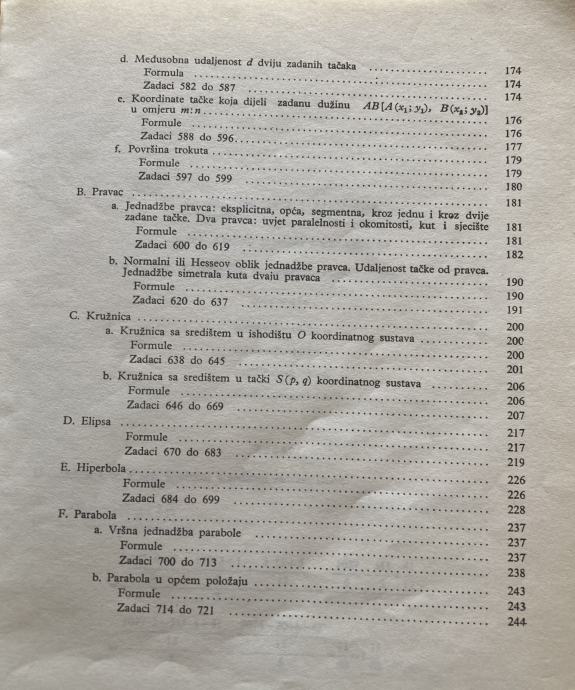 d. Međusobna udaljenost d dviju zadanih tačaka ........ 174
Formula ........ 174
Zadaci 582 do 587 ........ 174
e. Koordinate tačke koja dijeli zadanu dužinu AB [A (x₁; y₁), B (x₂; y₂)]
u omjeru m:n ........ 176
Formule ........ 176
Zadaci 588 do 596 ........ 177
f. Površina trokuta ........ 179
Formule ........ 179
Zadaci 597 do 599 ........ 180
B. Pravac ........ 181
a. Jednadžbe pravca: eksplicitna, opća, segmentna, kroz jednu i kroz dvije
zadane tačke. Dva pravca: uvjet paralelnosti i okomitosti, kut i sjecište 181
Formule ........ 181
Zadaci 600 do 619 ........ 182
b. Normalni ili Hesseov oblik jednadžbe pravca. Udaljenost tačke od pravca.
Jednadžbe simetrala kuta dvaju pravaca ........ 190
Formule ........ 190
Zadaci 620 do 637 ........ 191
C. Kružnica ........ 200
a. Kružnica sa središtem u ishodištu O koordinatnog sustava ........ 200
Formule ........ 200
Zadaci 638 do 645 ........ 201
b. Kružnica sa središtem u tački S (p, q) koordinatnog sustava ........ 206
Formule ........ 206
Zadaci 646 do 669 ........ 207
D. Elipsa ........ 217
Formule ........ 217
Zadaci 670 do 683 ........ 219
E. Hiperbola ........ 226
Formule ........ 226
Zadaci 684 do 699 ........ 228
F. Parabola ........ 237
a. Vršna jednadžba parabole ........ 237
Formule ........ 237
Zadaci 700 do 713 ........ 238
b. Parabola u općem položaju ........ 243
Formule ........ 243
Zadaci 714 do 721 ........ 244